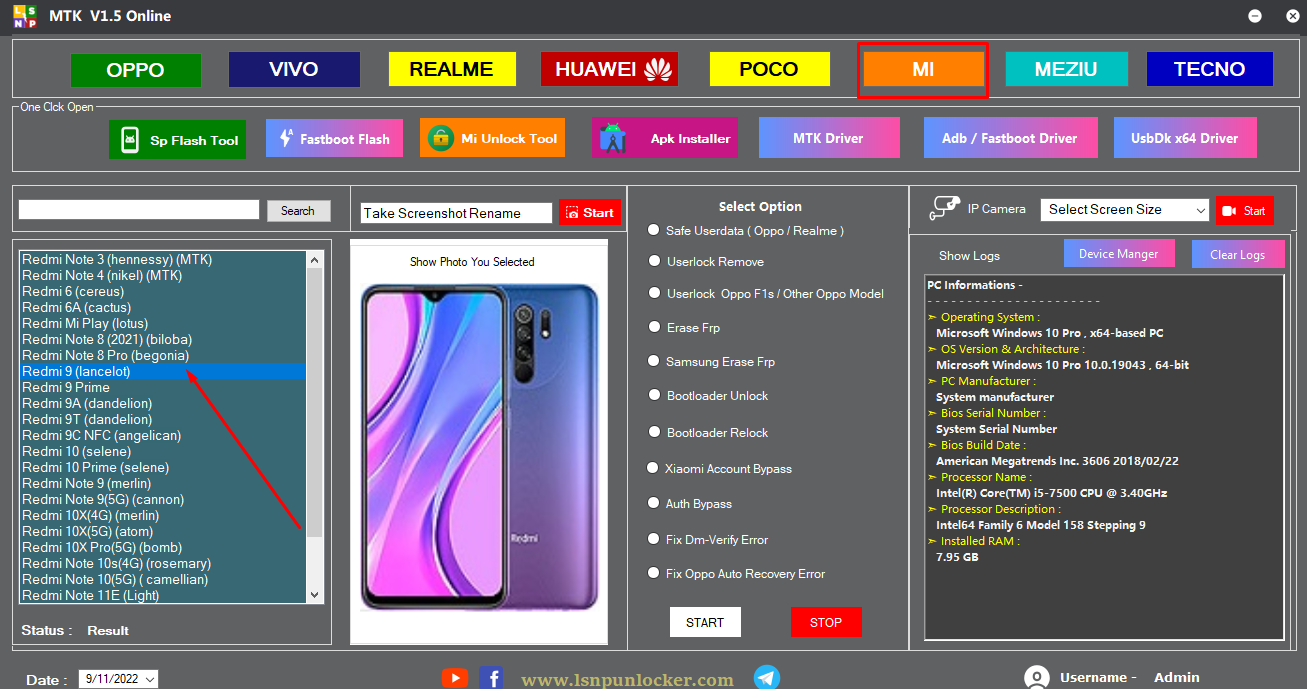 L S N P MTK V1.5 Online
OPPO VIVO REALME HUAWEI POCO MI MEZIU TECNO
One Clck Open
Sp Flash Tool Fastboot Flash Mi Unlock Tool Apk Installer MTK Driver Adb / Fastboot Driver UsbDk x64 Driver
Search
Take Screenshot Rename Start
Redmi Note 3 (hennessy) (MTK)
Redmi Note 4 (nikel) (MTK)
Redmi 6 (cereus)
Redmi 6A (cactus)
Redmi Mi Play (lotus)
Redmi Note 8 (2021) (biloba)
Redmi Note 8 Pro (begonia)
Redmi 9 (lancelot)
Redmi 9 Prime
Redmi 9A (dandelion)
Redmi 9T (dandelion)
Redmi 9C NFC (angelican)
Redmi 10 (selene)
Redmi 10 Prime (selene)
Redmi Note 9 (merlin)
Redmi Note 9(5G) (cannon)
Redmi 10X(4G) (merlin)
Redmi 10X(5G) (atom)
Redmi 10X Pro(5G) (bomb)
Redmi Note 10s(4G) (rosemary)
Redmi Note 10(5G) ( camellian)
Redmi Note 11E (Light)
Status : Result
Show Photo You Selected
Redmi
Select Option
Safe Userdata ( Oppo / Realme )
Userlock Remove
Userlock Oppo F1s / Other Oppo Model
Erase Frp
Samsung Erase Frp
Bootloader Unlock
Bootloader Relock
Xiaomi Account Bypass
Auth Bypass
Fix Dm-Verify Error
Fix Oppo Auto Recovery Error
START STOP
IP Camera Select Screen Size Start
Show Logs Device Manger Clear Logs
PC Informations -
- - - - - - - - - - - - - - - - - - - - - -
➣ Operating System :
Microsoft Windows 10 Pro , x64-based PC
➣ OS Version & Architecture :
Microsoft Windows 10 Pro 10.0.19043 , 64-bit
➣ PC Manufacturer :
System manufacturer
➣ Bios Serial Number :
System Serial Number
➣ Bios Build Date :
American Megatrends Inc. 3606 2018/02/22
➣ Processor Name :
Intel(R) Core(TM) i5-7500 CPU @ 3.40GHz
➣ Processor Description :
Intel64 Family 6 Model 158 Stepping 9
➣ Installed RAM :
7.95 GB
Date : 9/11/2022 www.lsnpunlocker.com Username - Admin